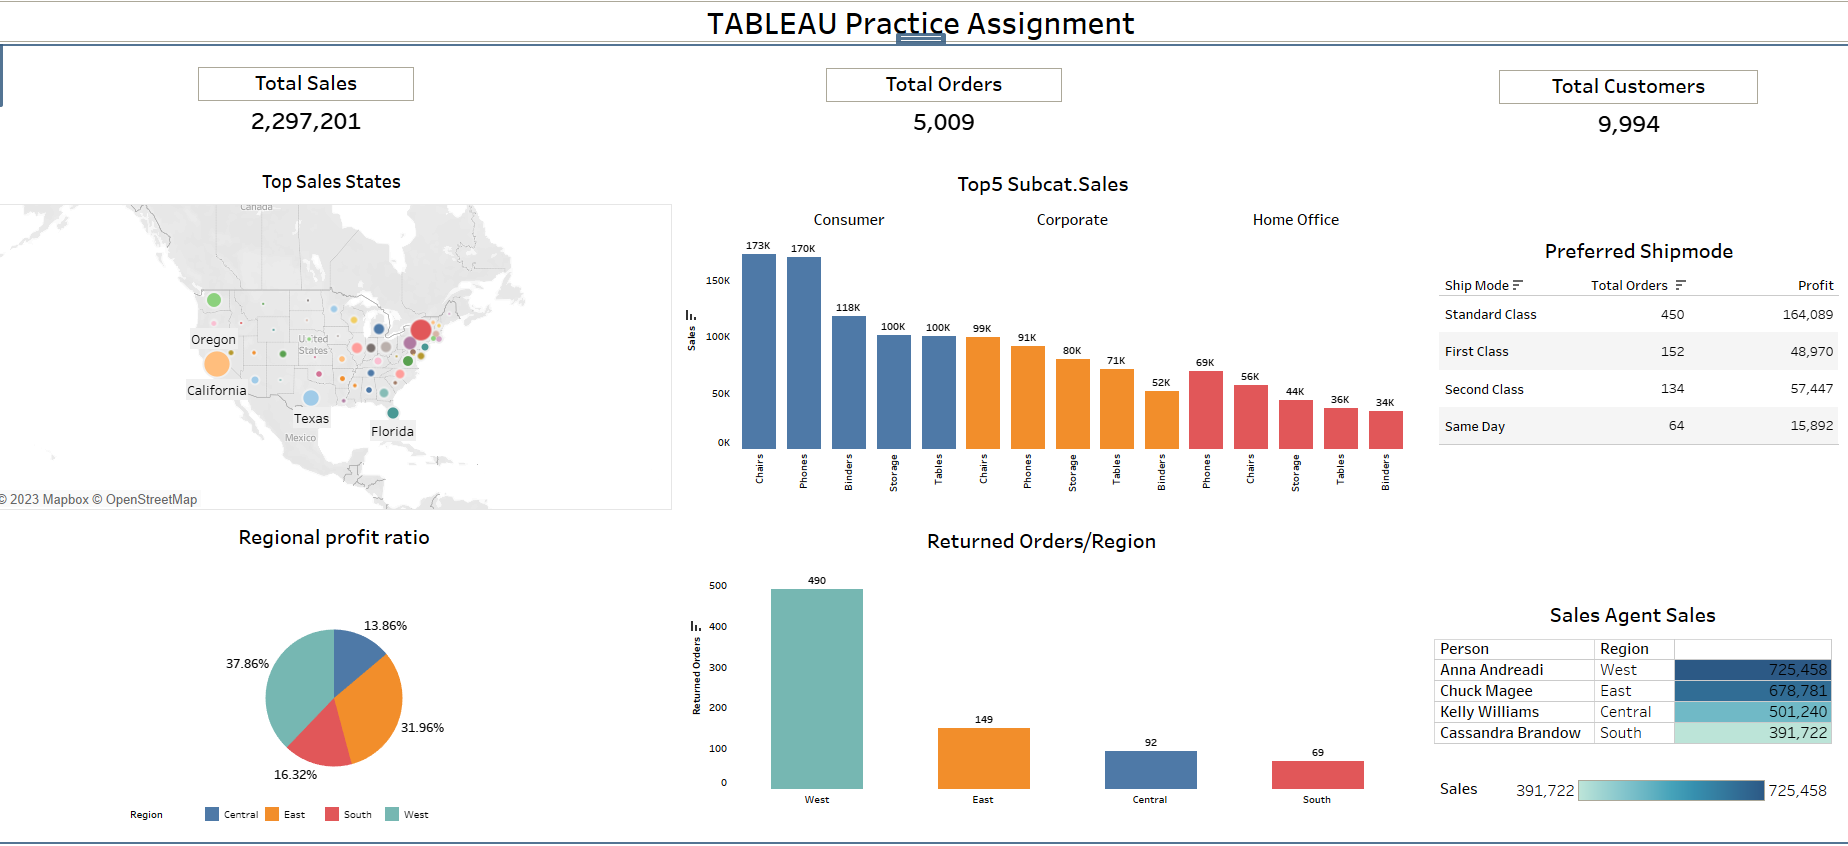 TABLEAU Practice Assignment
Total Sales
2,297,201
Total Orders
5,009
Total Customers
9,994
Top Sales States
Canada
United States
Oregon
California
Texas
Florida
Mexico
© 2023 Mapbox © OpenStreetMap
Top5 Subcat.Sales
Consumer Corporate Home Office
Sales
150K
100K
50K
0K
173K 170K 118K 100K 100K 99K 91K 80K 71K 52K 69K 56K 44K 36K 34K
Chairs Phones Binders Storage Tables Chairs Phones Storage Tables Binders Phones Chairs Storage Tables Binders
Preferred Shipmode
Ship Mode Total Orders Profit
Standard Class 450 164,089
First Class 152 48,970
Second Class 134 57,447
Same Day 64 15,892
Regional profit ratio
13.86%
37.86%
31.96%
16.32%
Region Central East South West
Returned Orders/Region
Returned Orders
500
400
300
200
100
0
490 149 92 69
West East Central South
Sales Agent Sales
Person Region
Anna Andreadi West 725,458
Chuck Magee East 678,781
Kelly Williams Central 501,240
Cassandra Brandow South 391,722
Sales 391,722 725,458